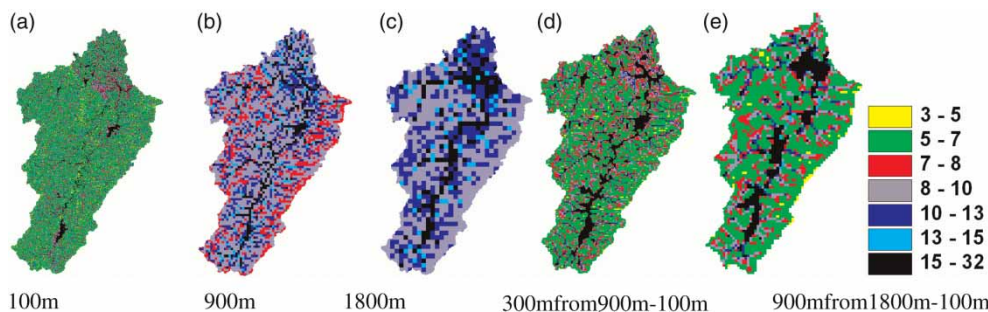 (a) (b) (c) (d) (e)
3 - 5
5 - 7
7 - 8
8 - 10
10 - 13
13 - 15
15 - 32
100m 900m 1800m 300mfrom900m-100m 900mfrom1800m-100m